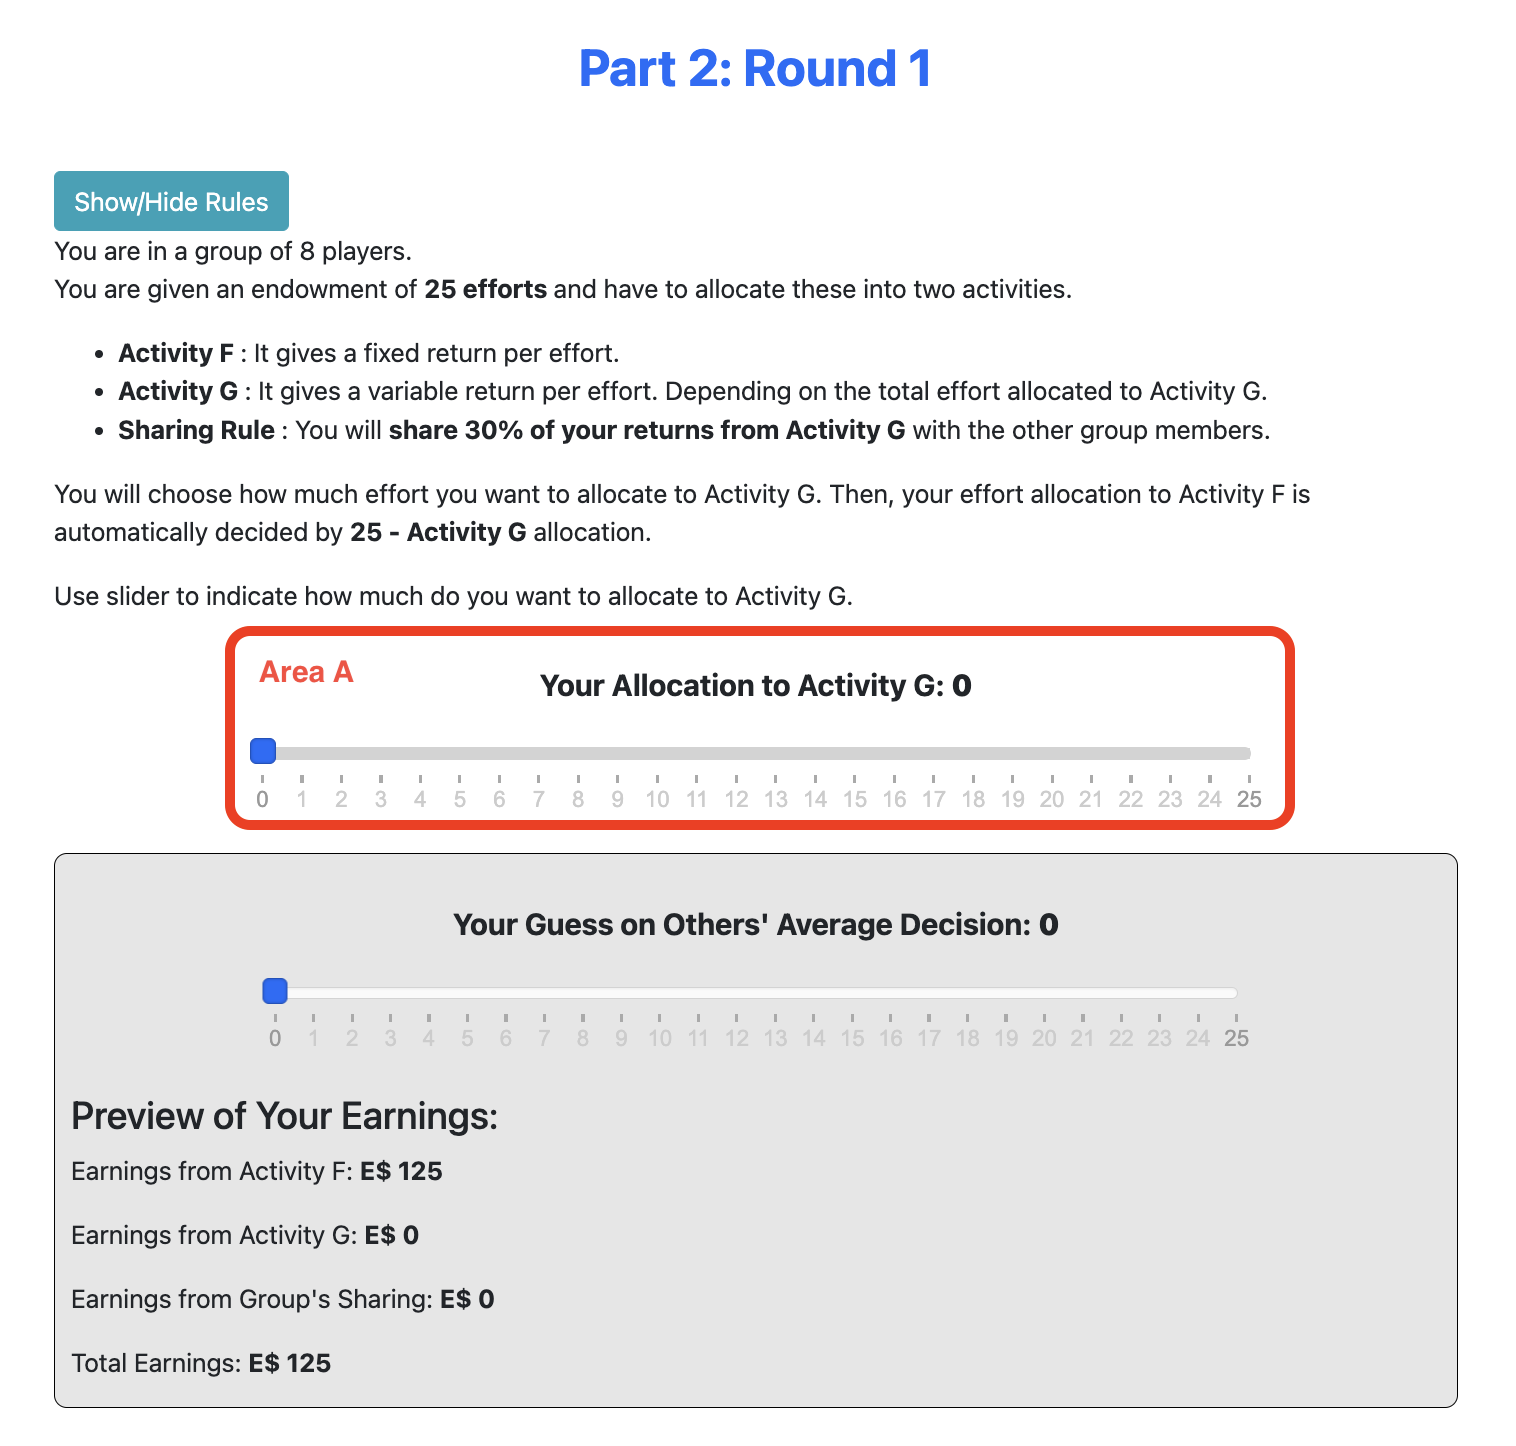 Part 2: Round 1
Show/Hide Rules
You are in a group of 8 players.
You are given an endowment of 25 efforts and have to allocate these into two activities.
• Activity F : It gives a fixed return per effort.
• Activity G : It gives a variable return per effort. Depending on the total effort allocated to Activity G.
• Sharing Rule : You will share 30% of your returns from Activity G with the other group members.
You will choose how much effort you want to allocate to Activity G. Then, your effort allocation to Activity F is
automatically decided by 25 - Activity G allocation.
Use slider to indicate how much do you want to allocate to Activity G.
Area A
Your Allocation to Activity G: 0
0 1 2 3 4 5 6 7 8 9 10 11 12 13 14 15 16 17 18 19 20 21 22 23 24 25
Your Guess on Others' Average Decision: 0
0 1 2 3 4 5 6 7 8 9 10 11 12 13 14 15 16 17 18 19 20 21 22 23 24 25
Preview of Your Earnings:
Earnings from Activity F: E$ 125
Earnings from Activity G: E$ 0
Earnings from Group's Sharing: E$ 0
Total Earnings: E$ 125